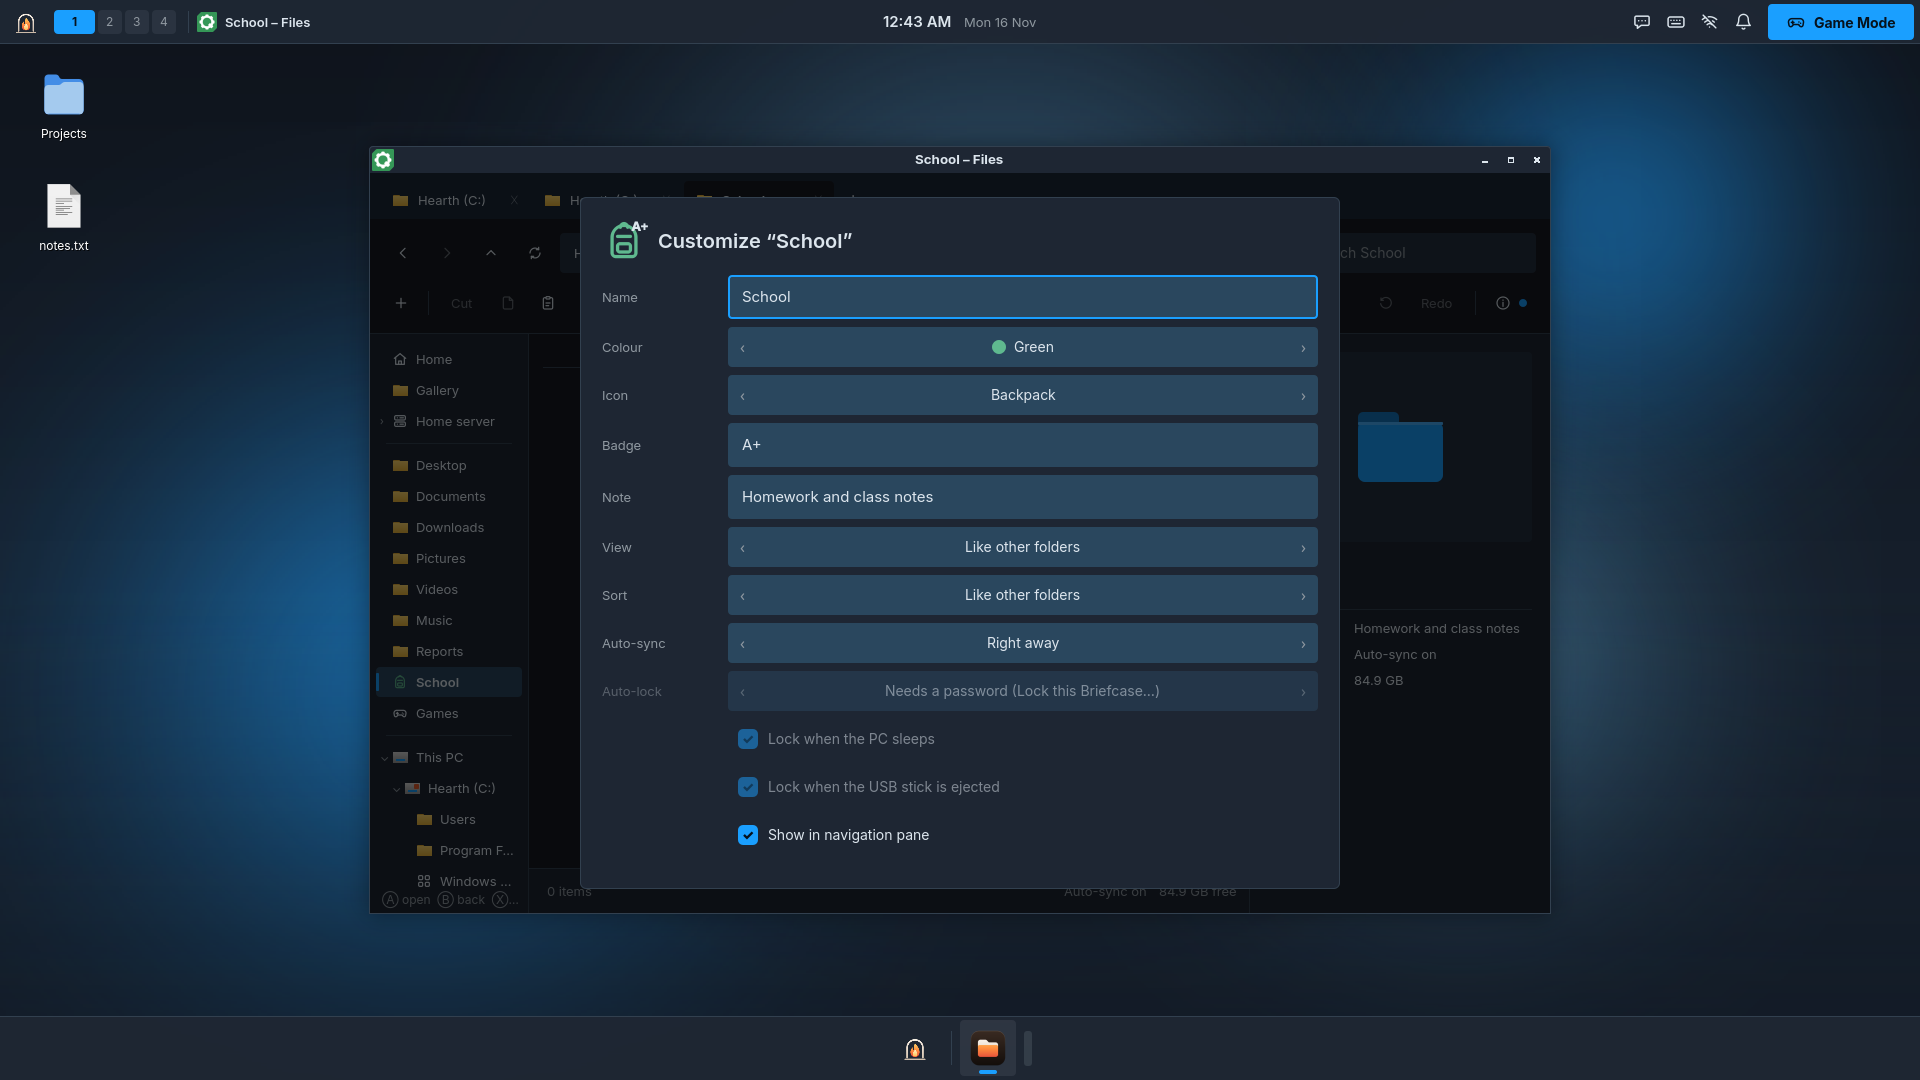 1 2 3 4 School – Files 12:43 AM Mon 16 Nov Game Mode
Projects
notes.txt
School – Files
Hearth (C:) X
Cut Redo
Home
Gallery
Home server
Desktop
Documents
Downloads
Pictures
Videos
Music
Reports
School
Games
This PC
Hearth (C:)
Users
Program F...
Windows ...
A open B back X...
A+ Customize “School”
Name School
Colour Green
Icon Backpack
Badge A+
Note Homework and class notes
View Like other folders
Sort Like other folders
Auto-sync Right away
Auto-lock Needs a password (Lock this Briefcase...)
Lock when the PC sleeps
Lock when the USB stick is ejected
Show in navigation pane
School
Homework and class notes
Auto-sync on
84.9 GB
0 items Auto-sync on 84.9 GB free